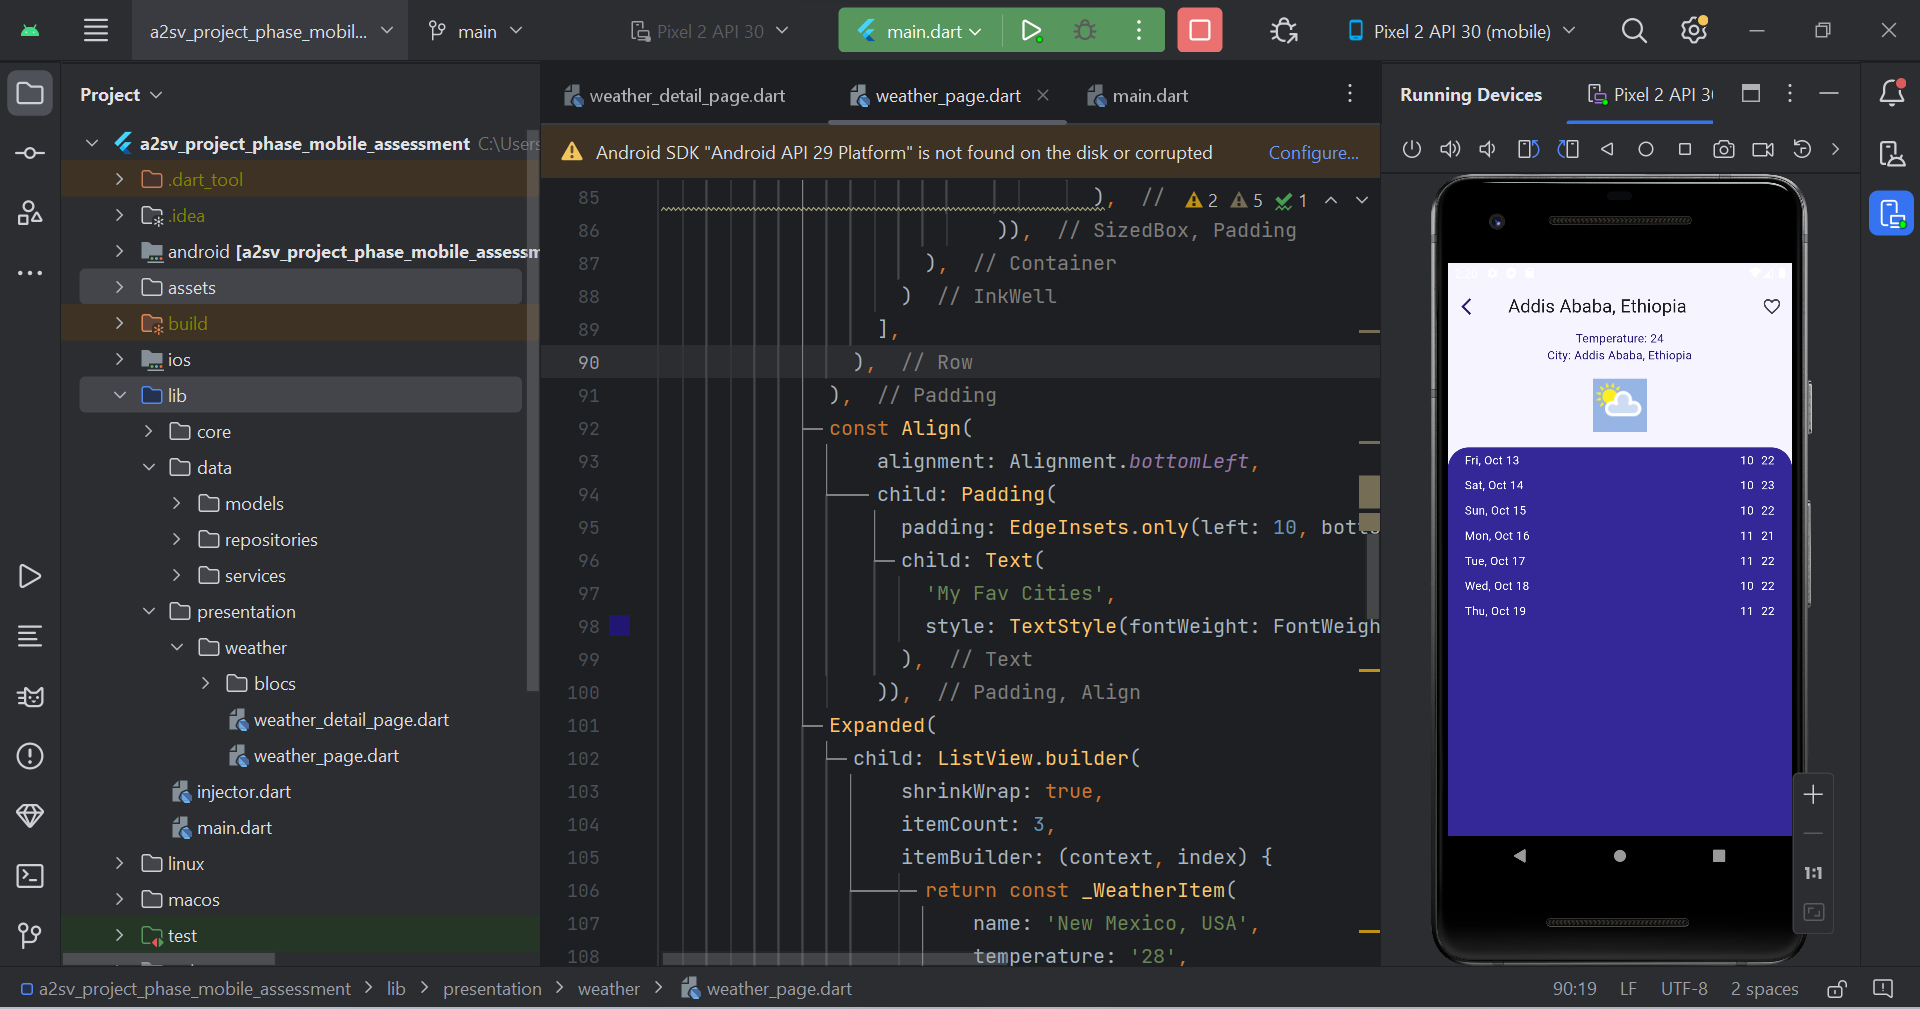 a2sv_project_phase_mobil...
main
Pixel 2 API 30
main.dart
Pixel 2 API 30 (mobile)
Project
a2sv_project_phase_mobile_assessment C:\Users
.dart_tool
.idea
android [a2sv_project_phase_mobile_assessm
assets
build
ios
lib
core
data
models
repositories
services
presentation
weather
blocs
weather_detail_page.dart
weather_page.dart
injector.dart
main.dart
linux
macos
test
weather_detail_page.dart
weather_page.dart
main.dart
Android SDK "Android API 29 Platform" is not found on the disk or corrupted
Configure...
2 5 1
85 ), //
86 )), // SizedBox, Padding
87 ), // Container
88 ) // InkWell
89 ],
90 ), // Row
91 ), // Padding
92 const Align(
93 alignment: Alignment.bottomLeft,
94 child: Padding(
95 padding: EdgeInsets.only(left: 10, botto
96 child: Text(
97 'My Fav Cities',
98 style: TextStyle(fontWeight: FontWeigh
99 ), // Text
100 )), // Padding, Align
101 Expanded(
102 child: ListView.builder(
103 shrinkWrap: true,
104 itemCount: 3,
105 itemBuilder: (context, index) {
106 return const _WeatherItem(
107 name: 'New Mexico, USA',
108 temperature: '28',
Running Devices
Pixel 2 API 30
Addis Ababa, Ethiopia
Temperature: 24
City: Addis Ababa, Ethiopia
Fri, Oct 13 10 22
Sat, Oct 14 10 23
Sun, Oct 15 10 22
Mon, Oct 16 11 21
Tue, Oct 17 11 22
Wed, Oct 18 10 22
Thu, Oct 19 11 22
1:1
a2sv_project_phase_mobile_assessment > lib > presentation > weather > weather_page.dart
90:19 LF UTF-8 2 spaces